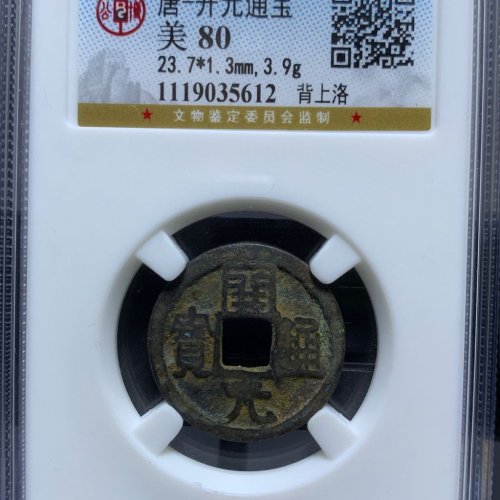 唐-开元通宝
美 80
23.7*1.3mm,3.9g
1119035612 背上洛
★ 文物鉴定委员会监制 ★
開元通寳